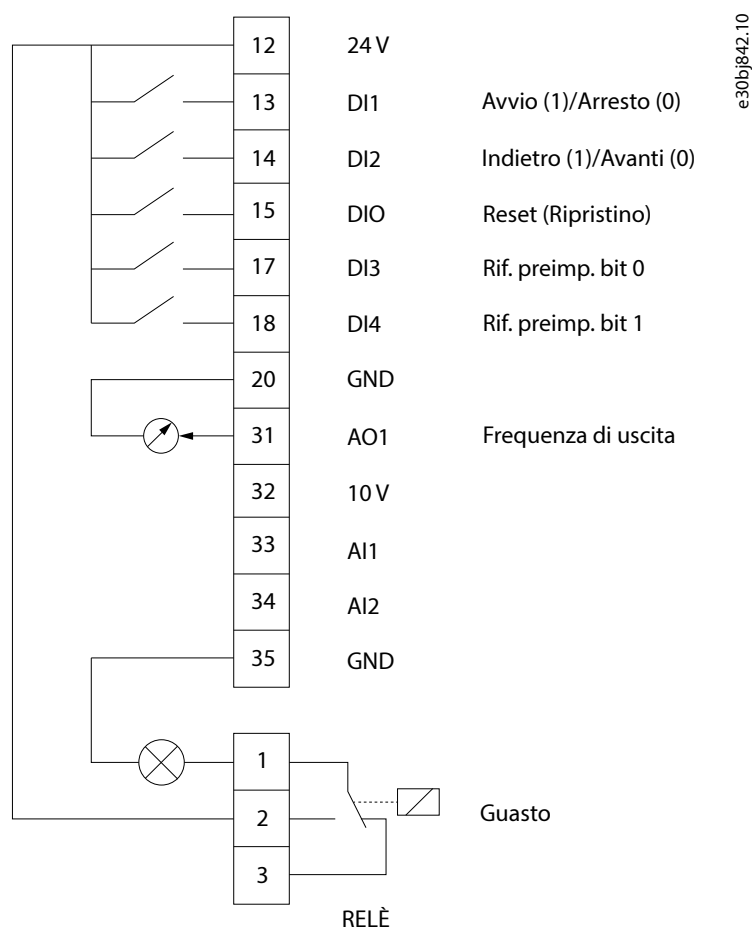 e30bj842.10
12 24 V
13 DI1 Avvio (1)/Arresto (0)
14 DI2 Indietro (1)/Avanti (0)
15 DIO Reset (Ripristino)
17 DI3 Rif. preimp. bit 0
18 DI4 Rif. preimp. bit 1
20 GND
31 AO1 Frequenza di uscita
32 10 V
33 AI1
34 AI2
35 GND
1
2 Guasto
3
RELÈ